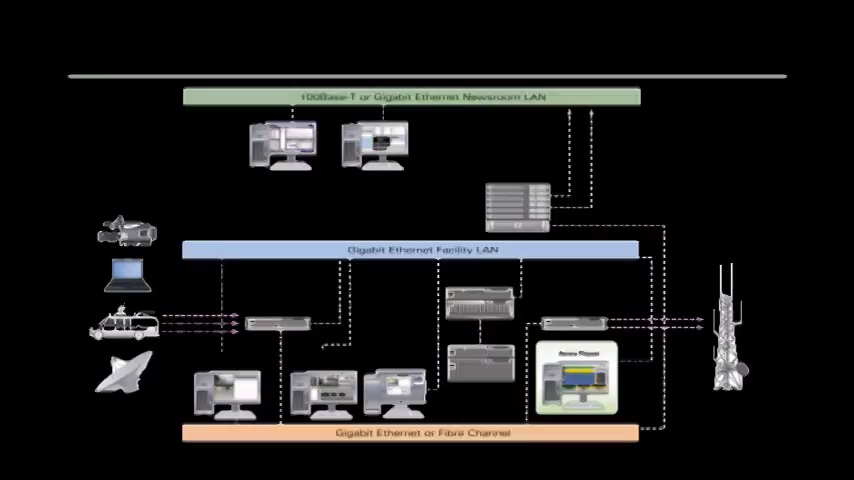 100Base-T or Gigabit Ethernet Newsroom LAN
Gigabit Ethernet Facility LAN
Gigabit Ethernet or Fibre Channel